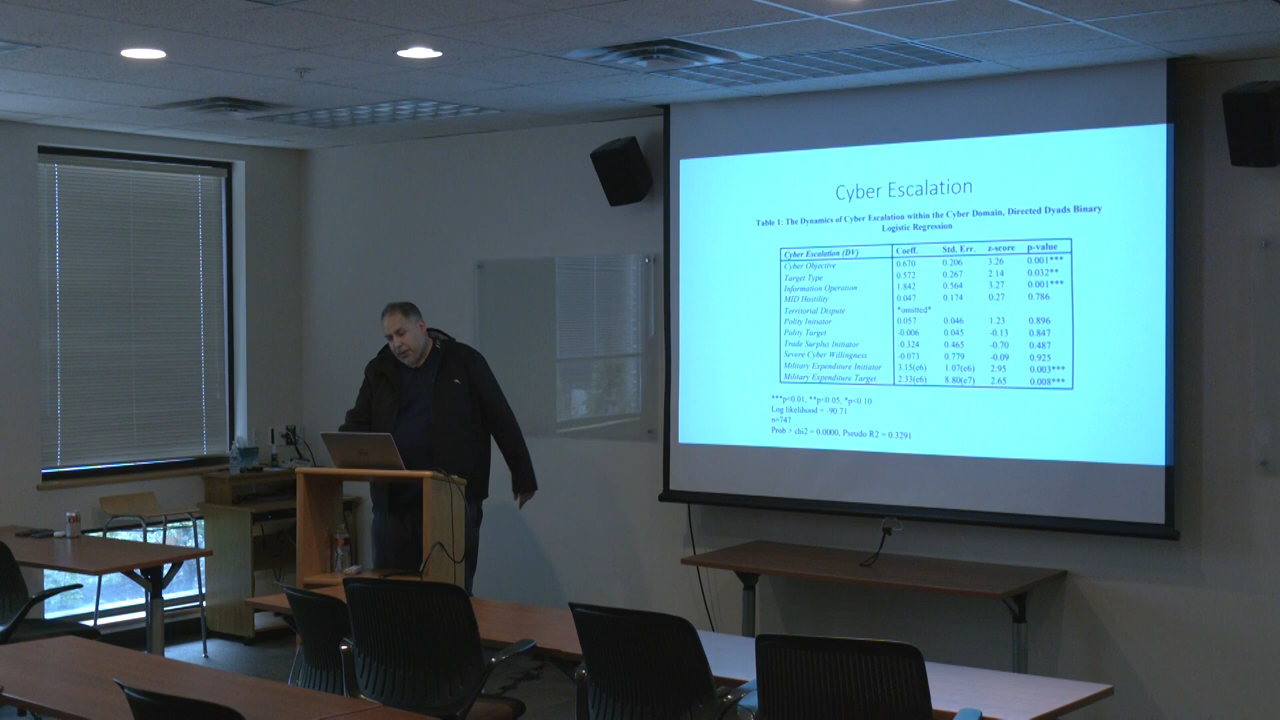 Cyber Escalation
Table 1: The Dynamics of Cyber Escalation within the Cyber Domain, Directed Dyads Binary
Logistic Regression
Cyber Escalation (DV) Coeff. Std. Err. z-score p-value
Cyber Objective 0.670 0.206 3.26 0.001***
Target Type 0.572 0.267 2.14 0.032**
Information Operation 1.842 0.564 3.27 0.001***
MID Hostility 0.047 0.174 0.27 0.786
Territorial Dispute *omitted*
Polity Initiator 0.057 0.046 1.23 0.896
Polity Target -0.006 0.045 -0.13 0.847
Trade Surplus Initiator -0.324 0.465 -0.70 0.487
Severe Cyber Willingness -0.073 0.779 -0.09 0.925
Military Expenditure Initiator 3.15(e6) 1.07(e6) 2.95 0.003***
Military Expenditure Target 2.33(e6) 8.80(e7) 2.65 0.008***
***p<0.01, **p<0.05, *p<0.10
Log likelihood = -90.71
n=747
Prob > chi2 = 0.0000, Pseudo R2 = 0.3291